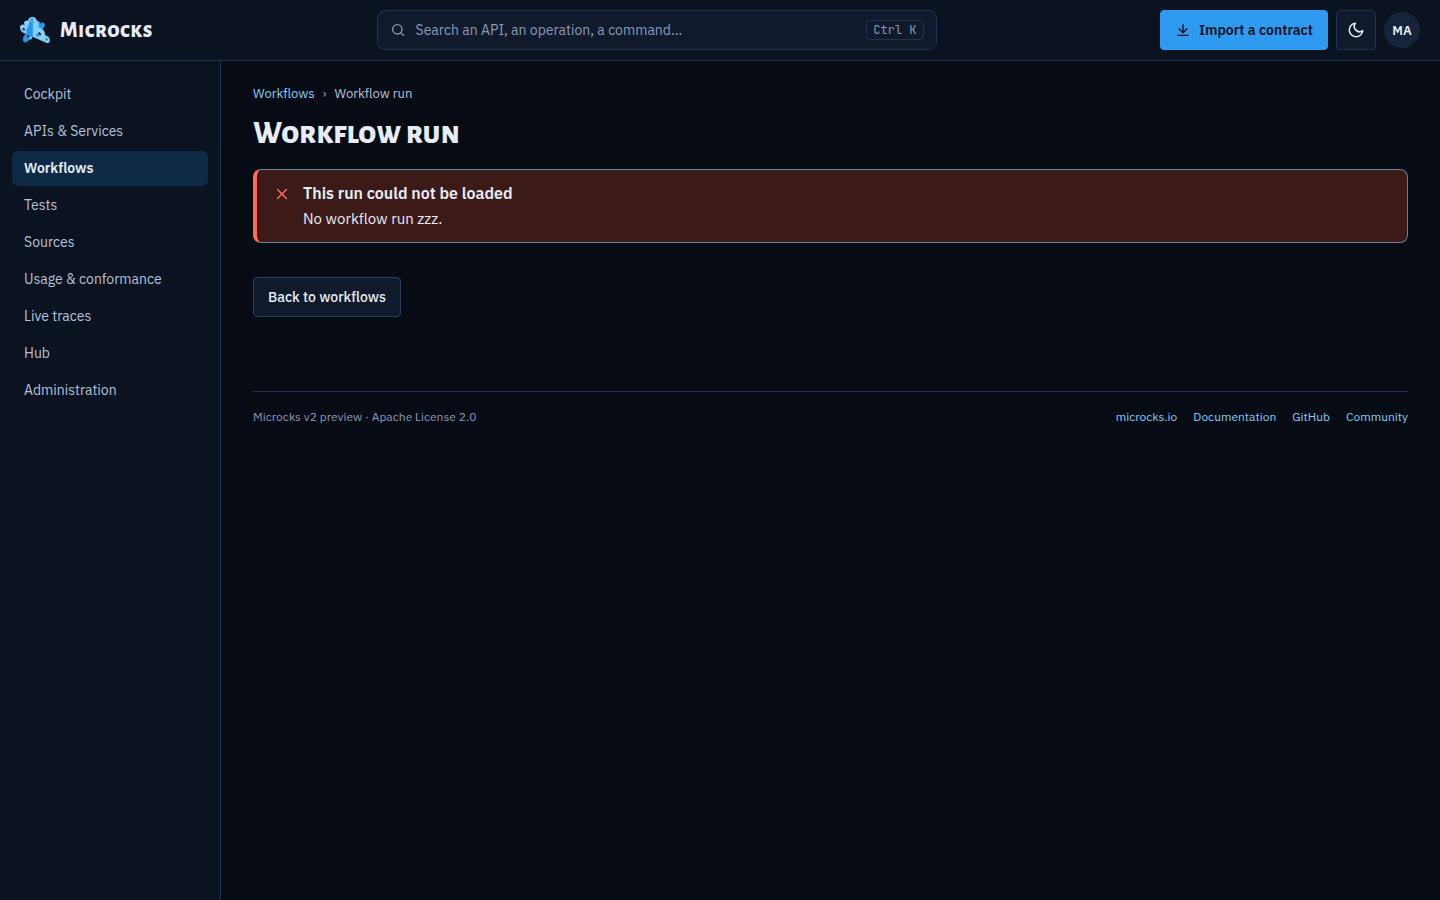 Microcks
Search an API, an operation, a command...
Ctrl K
Import a contract
MA
Cockpit
APIs & Services
Workflows
Tests
Sources
Usage & conformance
Live traces
Hub
Administration
Workflows › Workflow run
Workflow run
This run could not be loaded
No workflow run zzz.
Back to workflows
Microcks v2 preview · Apache License 2.0
microcks.io
Documentation
GitHub
Community